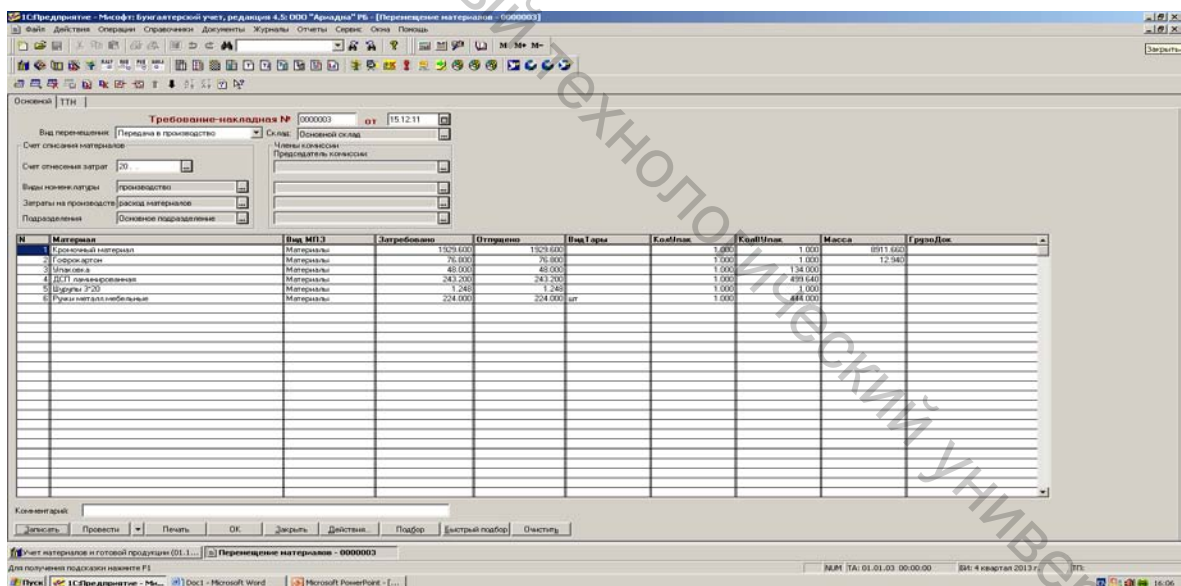 1С:Предприятие - Мисофт: Бухгалтерский учет, редакция 4.5: ООО "Ариадна" РБ - [Перемещение материалов - 0000003]
Файл Действия Операции Справочники Документы Журналы Отчеты Сервис Окна Помощь
M M+ M-
Закрыть
Основной ТТН
Требование-накладная № 0000003 от 15.12.11
Вид перемещения: Передача в производство Склад: Основной склад
Счет списания материалов Члены комиссии
Председатель комиссии
Счет отнесения затрат 20 . .
Виды номенклатуры производство
Затраты на производств расход материалов
Подразделения Основное подразделение
N Материал Вид МПЗ Затребовано Отпущено ВидТары КолУпак КолВУпак Масса ГрузоДок
1 Кромочный материал Материалы 1929.600 1929.600 1.000 1.000 8911.660
2 Гофрокартон Материалы 76.800 76.800 1.000 1.000 12.940
3 Упаковка Материалы 48.000 48.000 1.000 134.000
4 ДСП ламинированная Материалы 243.200 243.200 1.000 499.640
5 Шурупы 3*20 Материалы 1.248 1.248 1.000 1.000
6 Ручки металл.мебельные Материалы 224.000 224.000 шт 1.000 444.000
Комментарий:
Записать Провести Печать OK Закрыть Действия... Подбор Быстрый подбор Очистить
Учет материалов и готовой продукции (01.1... Перемещение материалов - 0000003
Для получения подсказки нажмите F1 NUM ТА: 01.01.03 00:00:00 БИ: 4 квартал 2013 г. ТП:
Пуск 1С:Предприятие - Ми... Doc1 - Microsoft Word Microsoft PowerPoint - [... 16:06
технологический